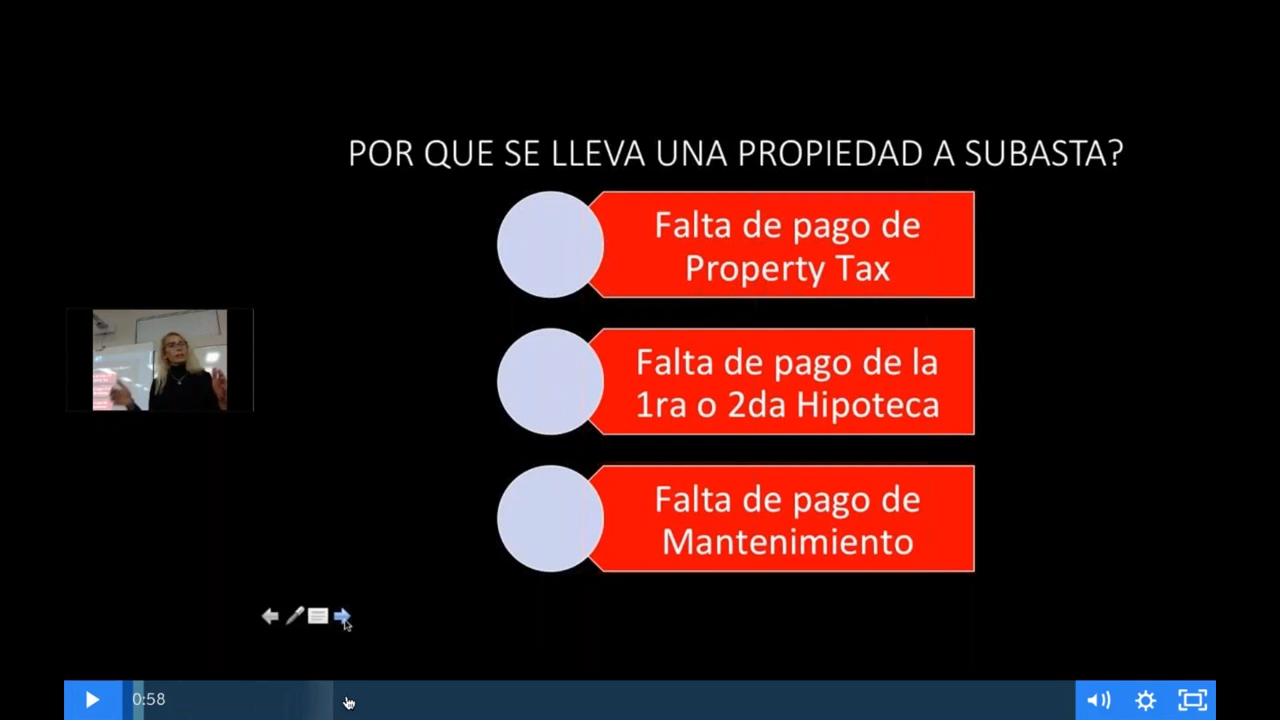 POR QUE SE LLEVA UNA PROPIEDAD A SUBASTA?
Falta de pago de
Property Tax
Falta de pago de la
1ra o 2da Hipoteca
Falta de pago de
Mantenimiento
0:58